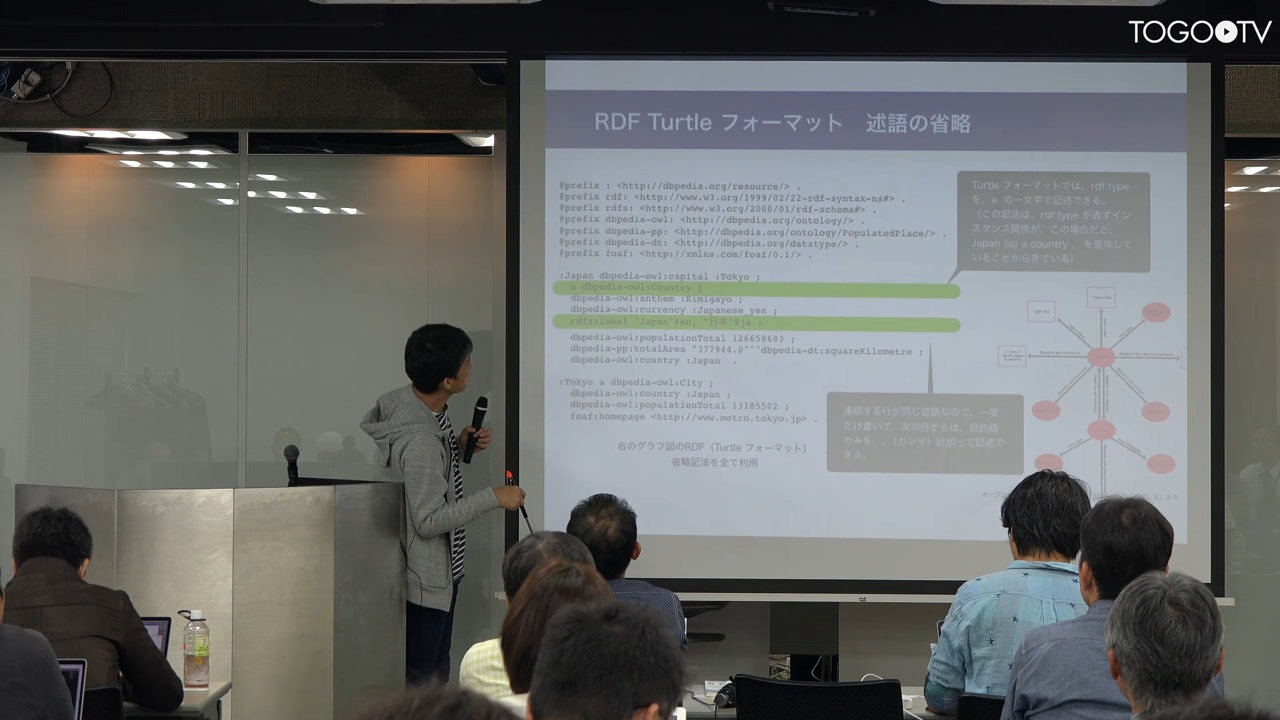 TOGO TV
RDF Turtle フォーマット 述語の省略
@prefix : <http://dbpedia.org/resource/> .
@prefix rdf: <http://www.w3.org/1999/02/22-rdf-syntax-ns#> .
@prefix rdfs: <http://www.w3.org/2000/01/rdf-schema#> .
@prefix dbpedia-owl: <http://dbpedia.org/ontology/> .
@prefix dbpedia-pp: <http://dbpedia.org/ontology/PopulatedPlace/> .
@prefix dbpedia-dt: <http://dbpedia.org/datatype/> .
@prefix foaf: <http://xmlns.com/foaf/0.1/> .
:Japan dbpedia-owl:capital :Tokyo ;
a dbpedia-owl:Country ;
dbpedia-owl:anthem :Kimigayo ;
dbpedia-owl:currency :Japanese_yen ;
rdfs:label "Japan"@en, "日本"@ja ;
dbpedia-owl:populationTotal 126659683 ;
dbpedia-pp:totalArea "377944.0"^^dbpedia-dt:squareKilometre ;
dbpedia-owl:country :Japan .
:Tokyo a dbpedia-owl:City ;
dbpedia-owl:country :Japan ;
dbpedia-owl:populationTotal 13185502 ;
foaf:homepage <http://www.metro.tokyo.jp> .
右のグラフ図のRDF（Turtle フォーマット）
省略記法を全て利用
Turtle フォーマットでは、rdf:type
を、a の一文字で記述できる。
（この記法は、rdf:type が表すイン
スタンス関係が、この場合だと、
Japan (is) a country . を意味して
いることからきている）
連続する行が同じ述語なので、一度
だけ書いて、次の行からは、目的語
のみを、,（カンマ）区切って記述で
きる。